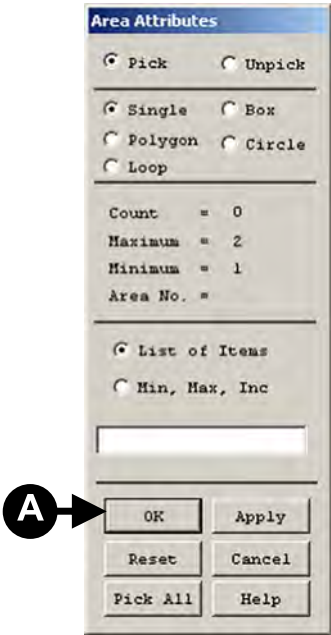 Area Attributes
Pick Unpick
Single Box
Polygon Circle
Loop
Count = 0
Maximum = 2
Minimum = 1
Area No. =
List of Items
Min, Max, Inc
A OK Apply
Reset Cancel
Pick All Help